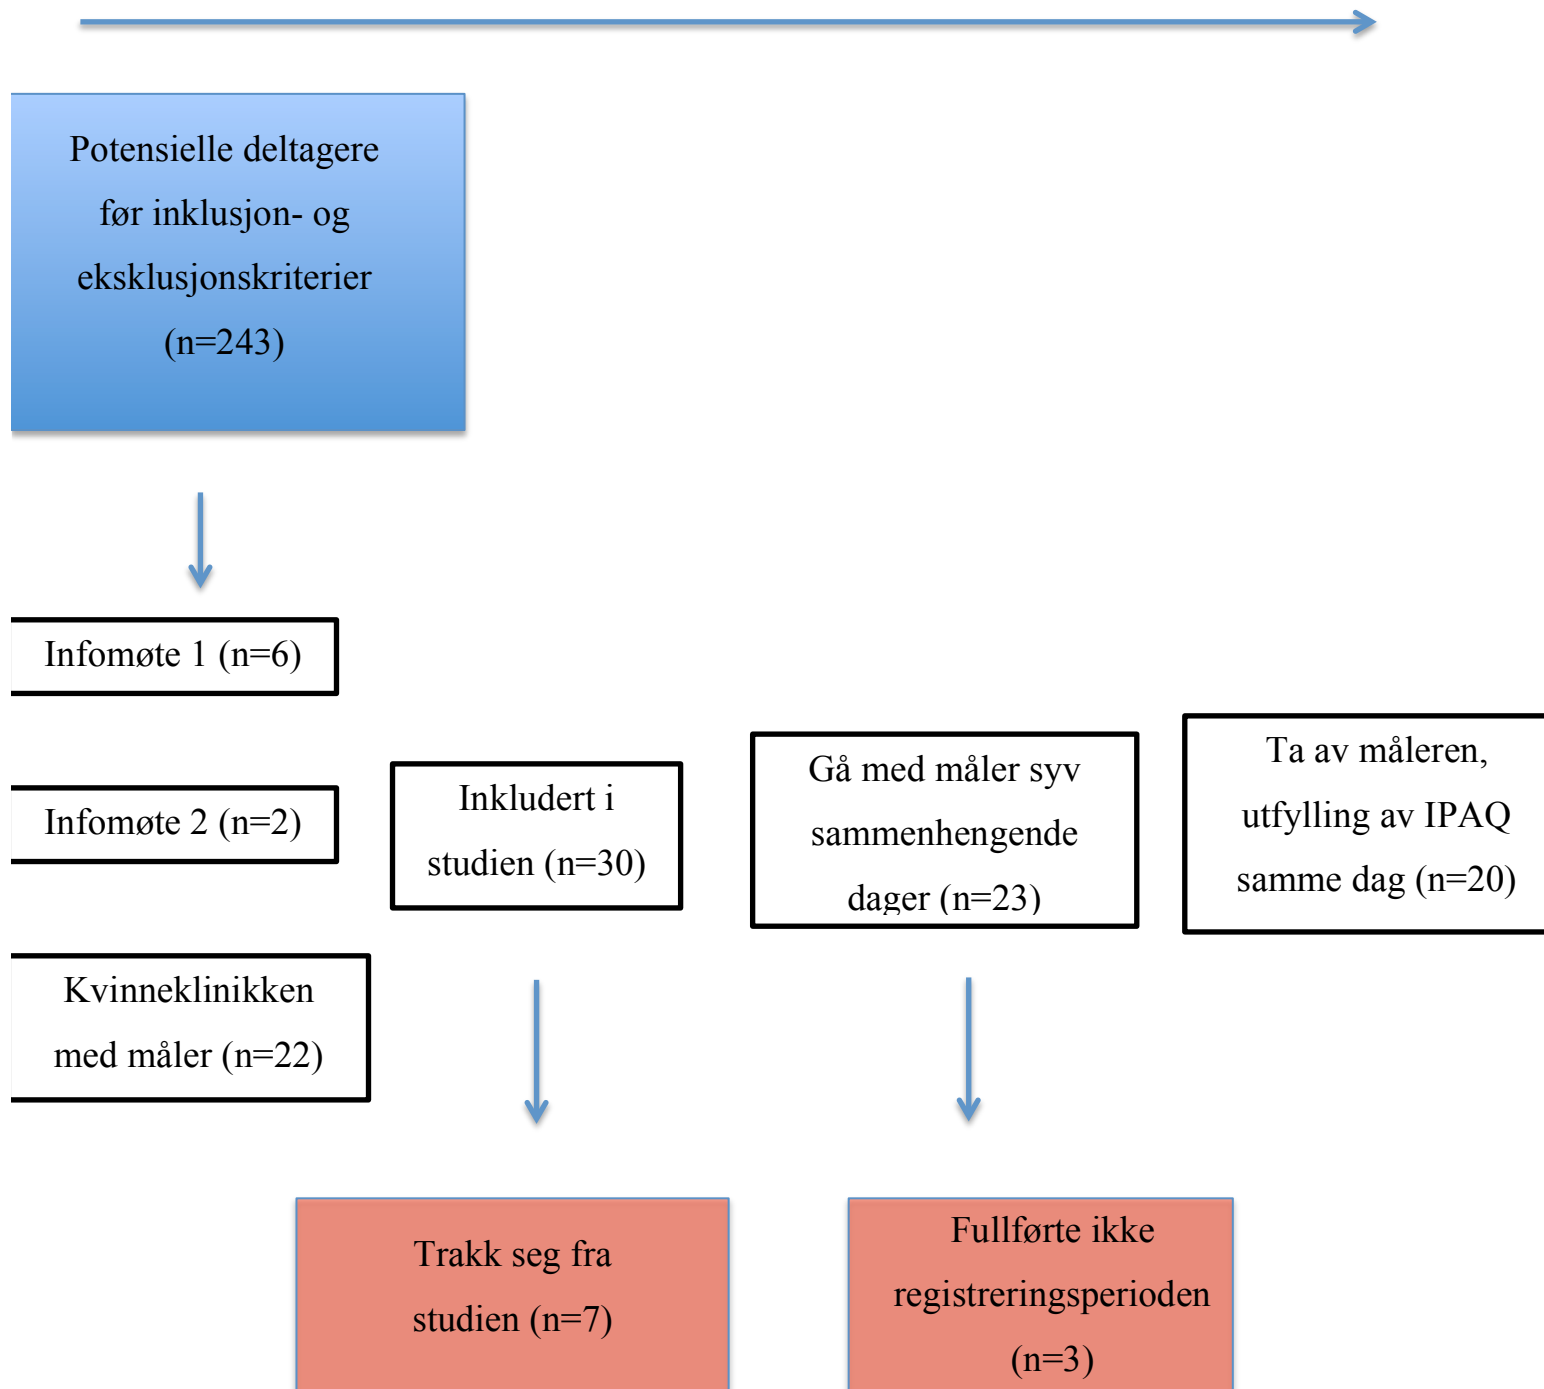 Potensielle deltagere
før inklusjon- og
eksklusjonskriterier
(n=243)
Infomøte 1 (n=6)
Infomøte 2 (n=2)
Kvinneklinikken
med måler (n=22)
Inkludert i
studien (n=30)
Gå med måler syv
sammenhengende
dager (n=23)
Ta av måleren,
utfylling av IPAQ
samme dag (n=20)
Trakk seg fra
studien (n=7)
Fullførte ikke
registreringsperioden
(n=3)